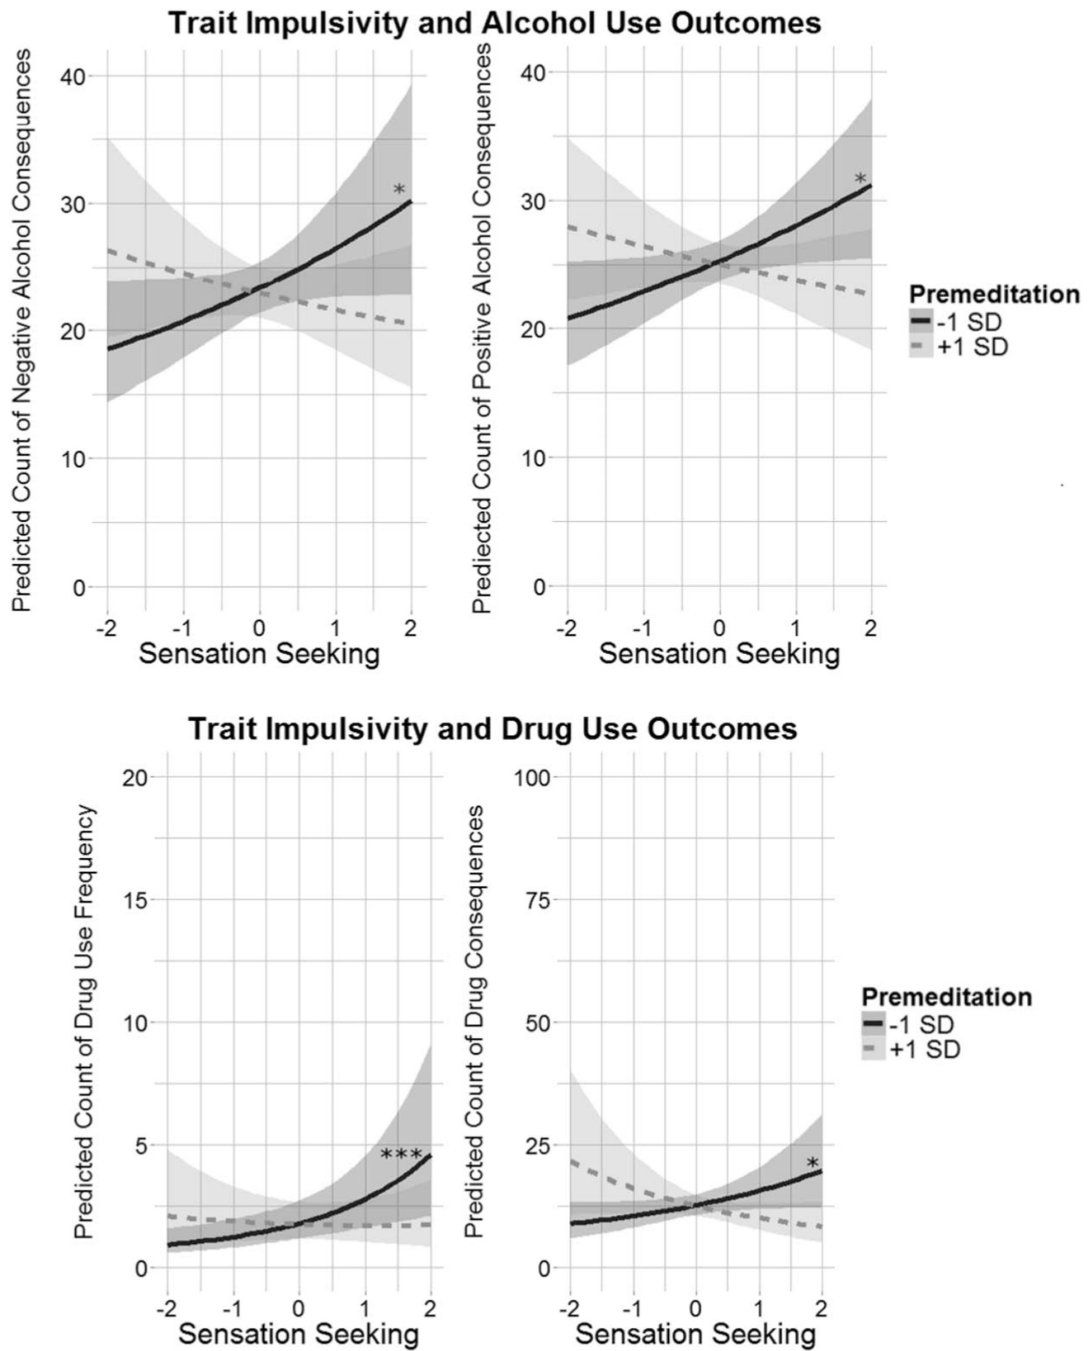 Trait Impulsivity and Alcohol Use Outcomes
Predicted Count of Negative Alcohol Consequences
40
30
20
10
0
-2 -1 0 1 2
Sensation Seeking
Prediected Count of Positive Alcohol Consequences
40
30
20
10
0
-2 -1 0 1 2
Sensation Seeking
*
*
Premeditation
-1 SD
+1 SD
Trait Impulsivity and Drug Use Outcomes
Predicted Count of Drug Use Frequency
20
15
10
5
0
-2 -1 0 1 2
Sensation Seeking
***
Predicted Count of Drug Consequences
100
75
50
25
0
-2 -1 0 1 2
Sensation Seeking
*
Premeditation
-1 SD
+1 SD